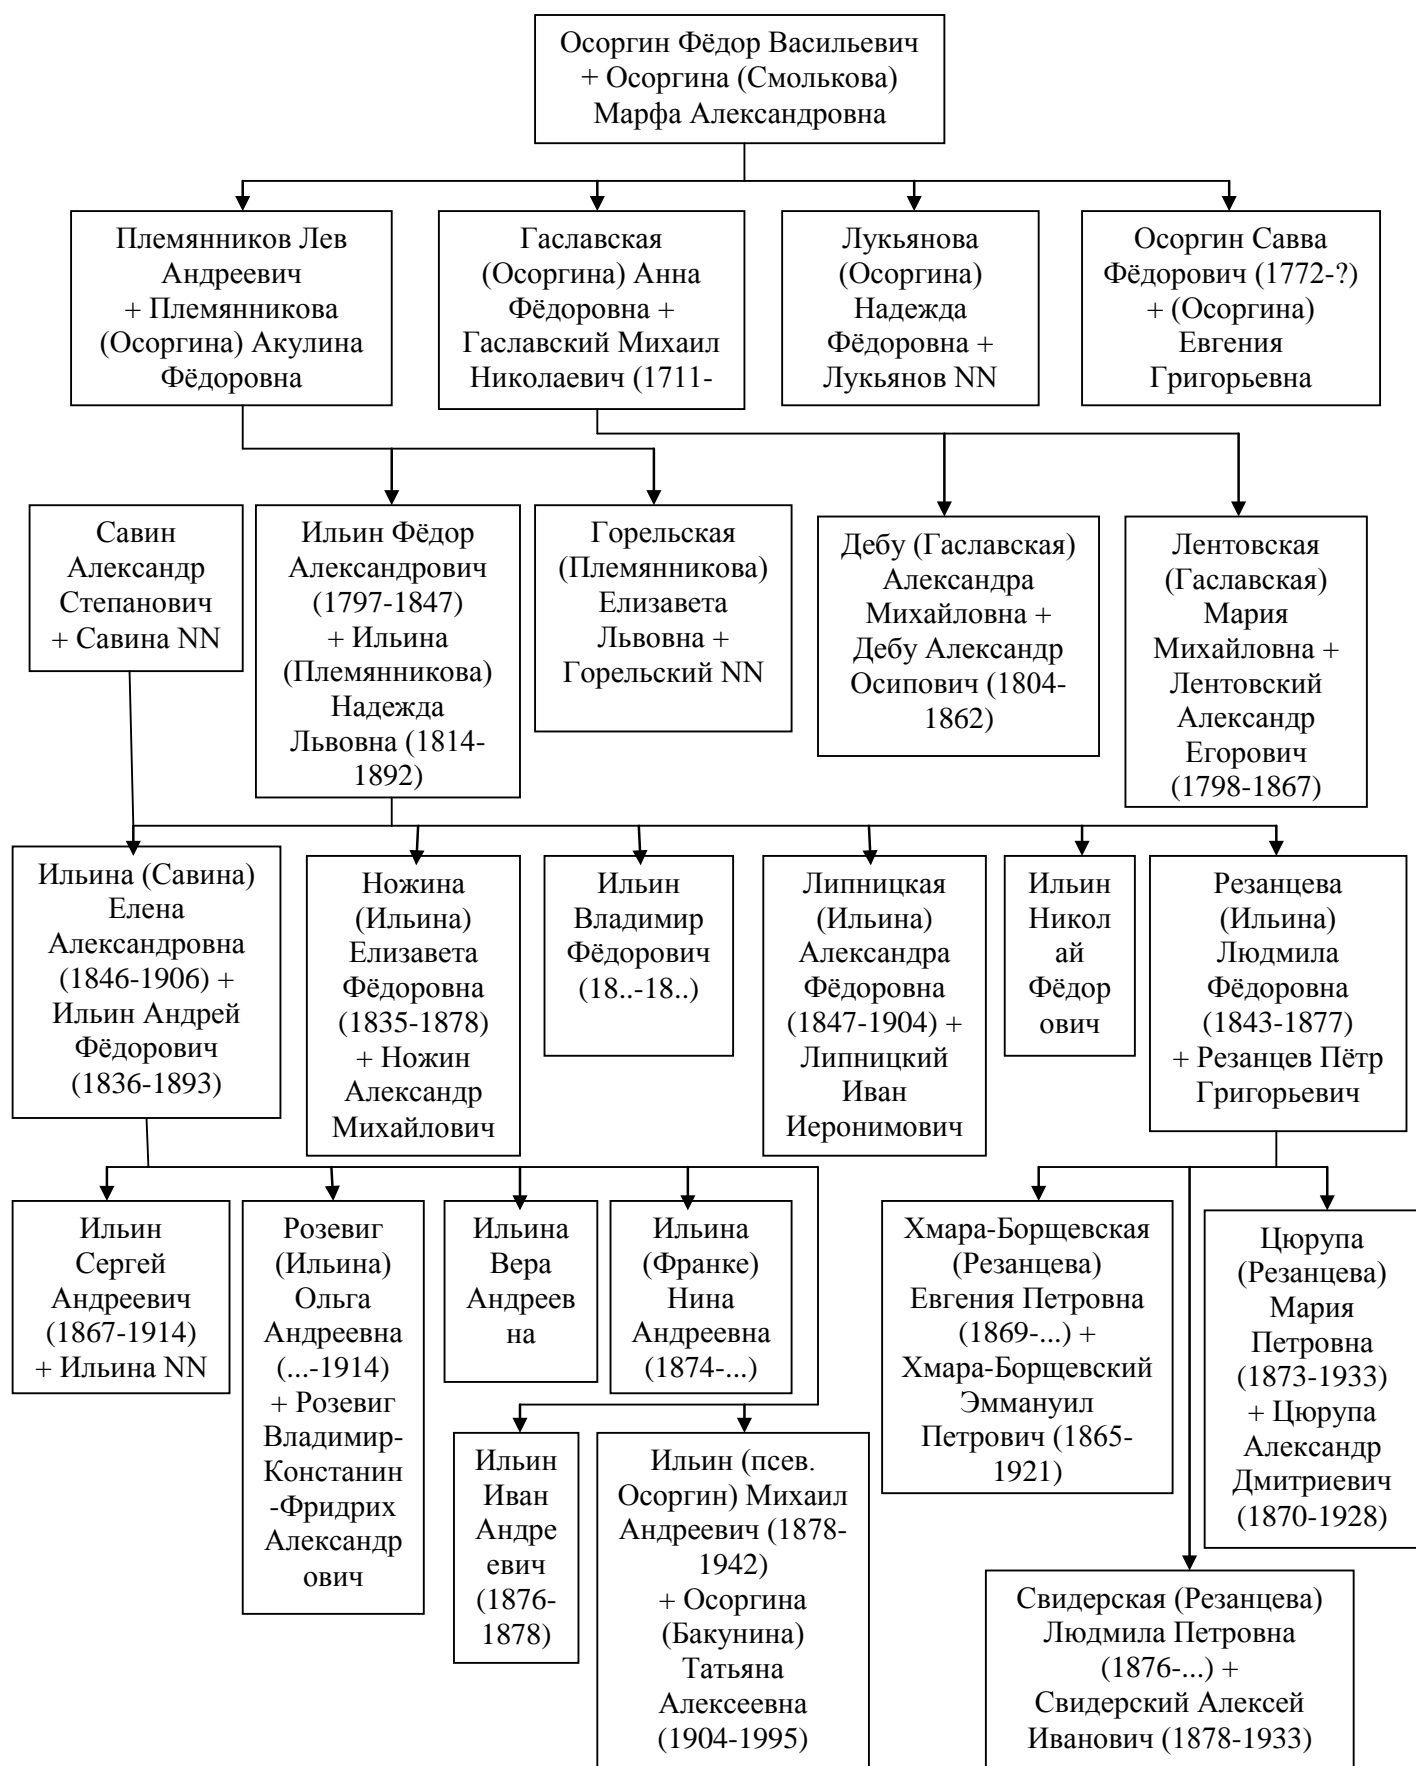 Осоргин Фёдор Васильевич
+ Осоргина (Смолькова)
Марфа Александровна
Племянников Лев
Андреевич
+ Племянникова
(Осоргина) Акулина
Фёдоровна
Гаславская
(Осоргина) Анна
Фёдоровна +
Гаславский Михаил
Николаевич (1711-
Лукьянова
(Осоргина)
Надежда
Фёдоровна +
Лукьянов NN
Осоргин Савва
Фёдорович (1772-?)
+ (Осоргина)
Евгения
Григорьевна
Савин
Александр
Степанович
+ Савина NN
Ильин Фёдор
Александрович
(1797-1847)
+ Ильина
(Племянникова)
Надежда
Львовна (1814-
1892)
Горельская
(Племянникова)
Елизавета
Львовна +
Горельский NN
Дебу (Гаславская)
Александра
Михайловна +
Дебу Александр
Осипович (1804-
1862)
Лентовская
(Гаславская)
Мария
Михайловна +
Лентовский
Александр
Егорович
(1798-1867)
Ильина (Савина)
Елена
Александровна
(1846-1906) +
Ильин Андрей
Фёдорович
(1836-1893)
Ножина
(Ильина)
Елизавета
Фёдоровна
(1835-1878)
+ Ножин
Александр
Михайлович
Ильин
Владимир
Фёдорович
(18..-18..)
Липницкая
(Ильина)
Александра
Фёдоровна
(1847-1904) +
Липницкий
Иван
Иеронимович
Ильин
Никол
ай
Фёдор
ович
Резанцева
(Ильина)
Людмила
Фёдоровна
(1843-1877)
+ Резанцев Пётр
Григорьевич
Ильин
Сергей
Андреевич
(1867-1914)
+ Ильина NN
Розевиг
(Ильина)
Ольга
Андреевна
(...-1914)
+ Розевиг
Владимир-
Констанин
-Фридрих
Александр
ович
Ильина
Вера
Андреев
на
Ильина
(Франке)
Нина
Андреевна
(1874-...)
Хмара-Борщевская
(Резанцева)
Евгения Петровна
(1869-...) +
Хмара-Борщевский
Эммануил
Петрович (1865-
1921)
Цюрупа
(Резанцева)
Мария
Петровна
(1873-1933)
+ Цюрупа
Александр
Дмитриевич
(1870-1928)
Ильин
Иван
Андре
евич
(1876-
1878)
Ильин (псев.
Осоргин) Михаил
Андреевич (1878-
1942)
+ Осоргина
(Бакунина)
Татьяна
Алексеевна
(1904-1995)
Свидерская (Резанцева)
Людмила Петровна
(1876-...) +
Свидерский Алексей
Иванович (1878-1933)